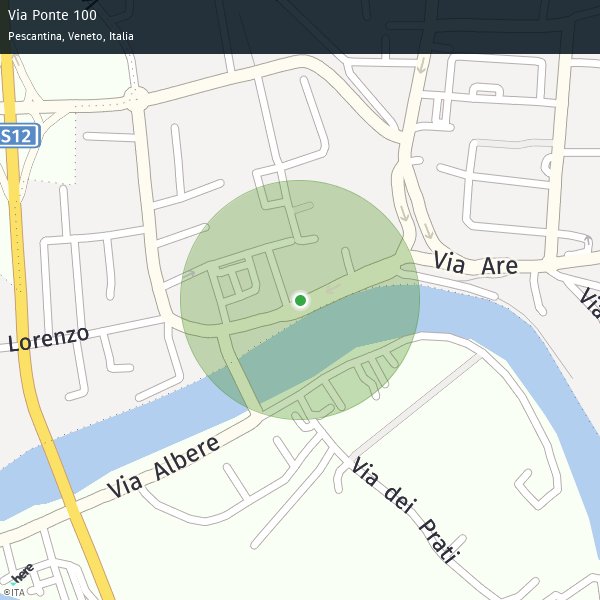 Via Ponte 100
Pescantina, Veneto, Italia
S12
Via Are
Via
Lorenzo
Via Albere
Via dei Prati
here
©ITA